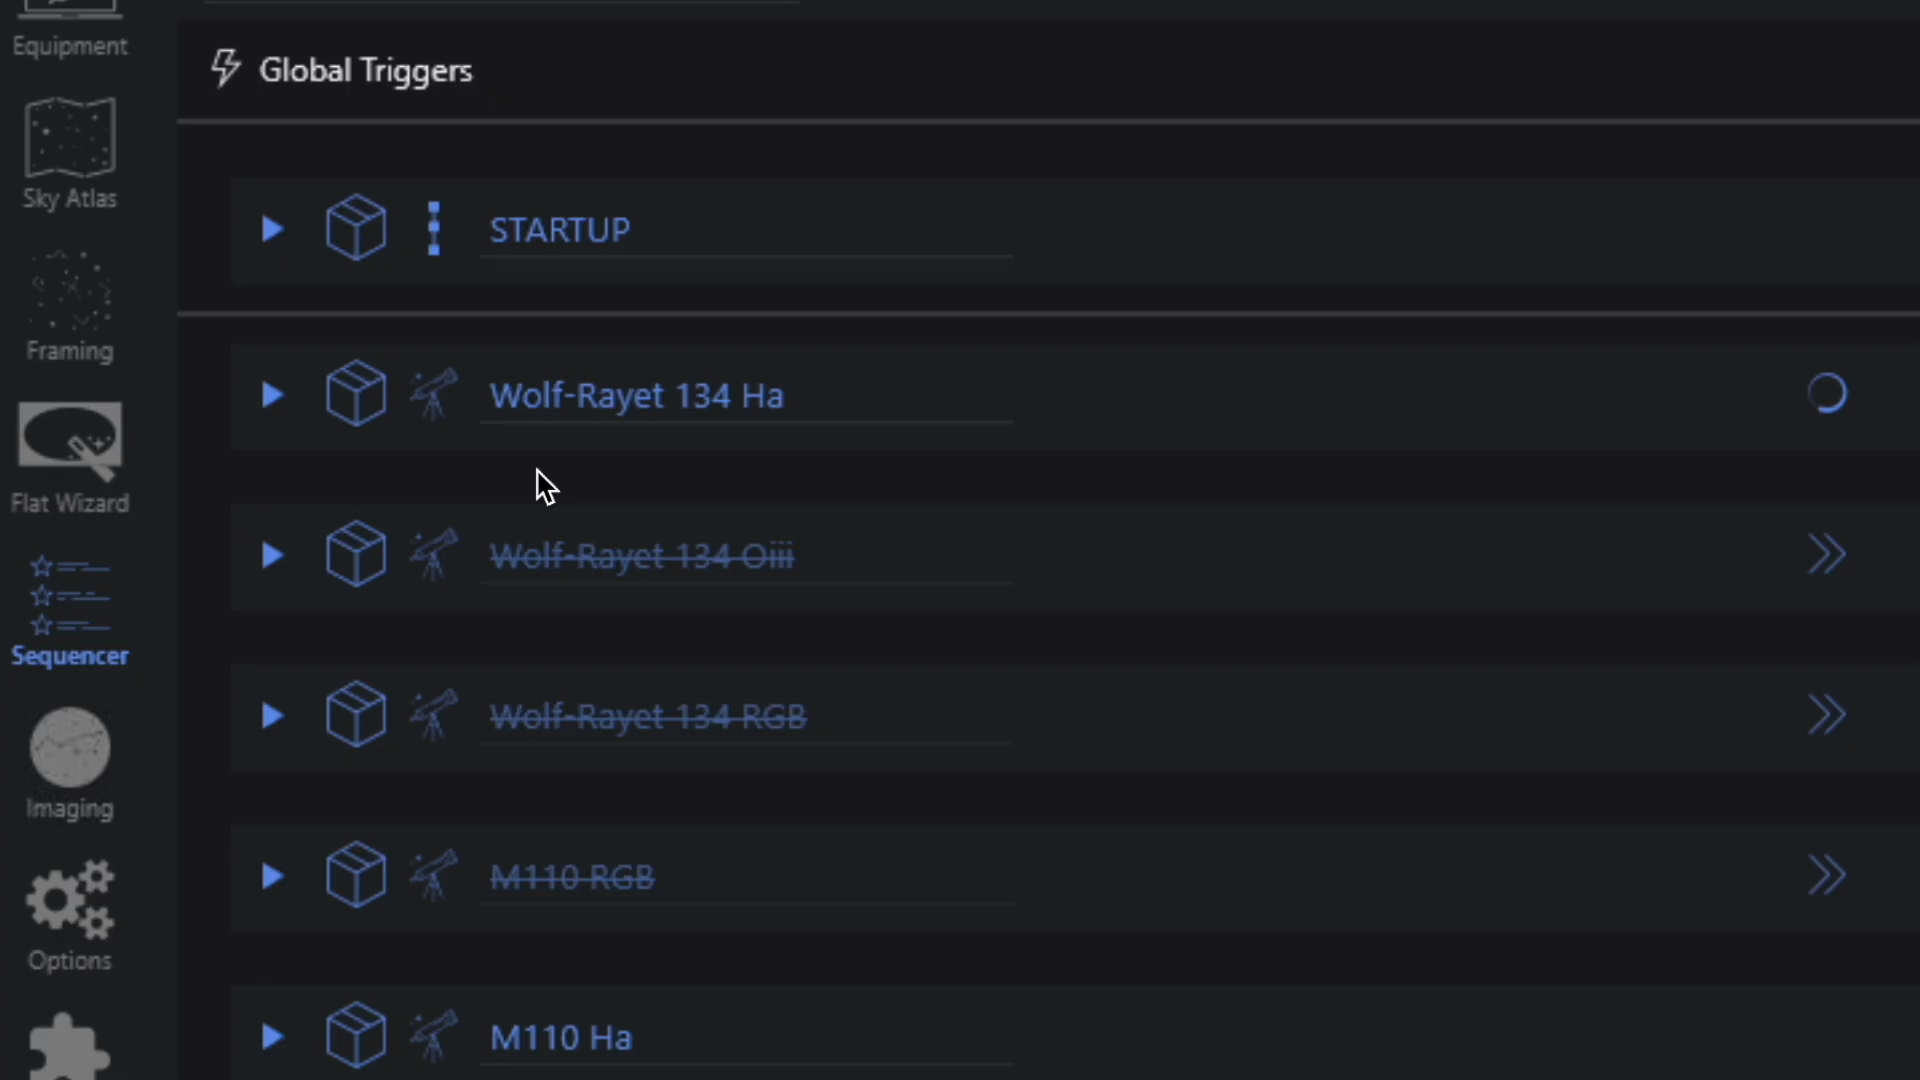 Equipment
Global Triggers
Sky Atlas
STARTUP
Framing
Wolf-Rayet 134 Ha
Flat Wizard
Wolf-Rayet 134 Oiii
Sequencer
Wolf-Rayet 134 RGB
Imaging
M110 RGB
Options
M110 Ha